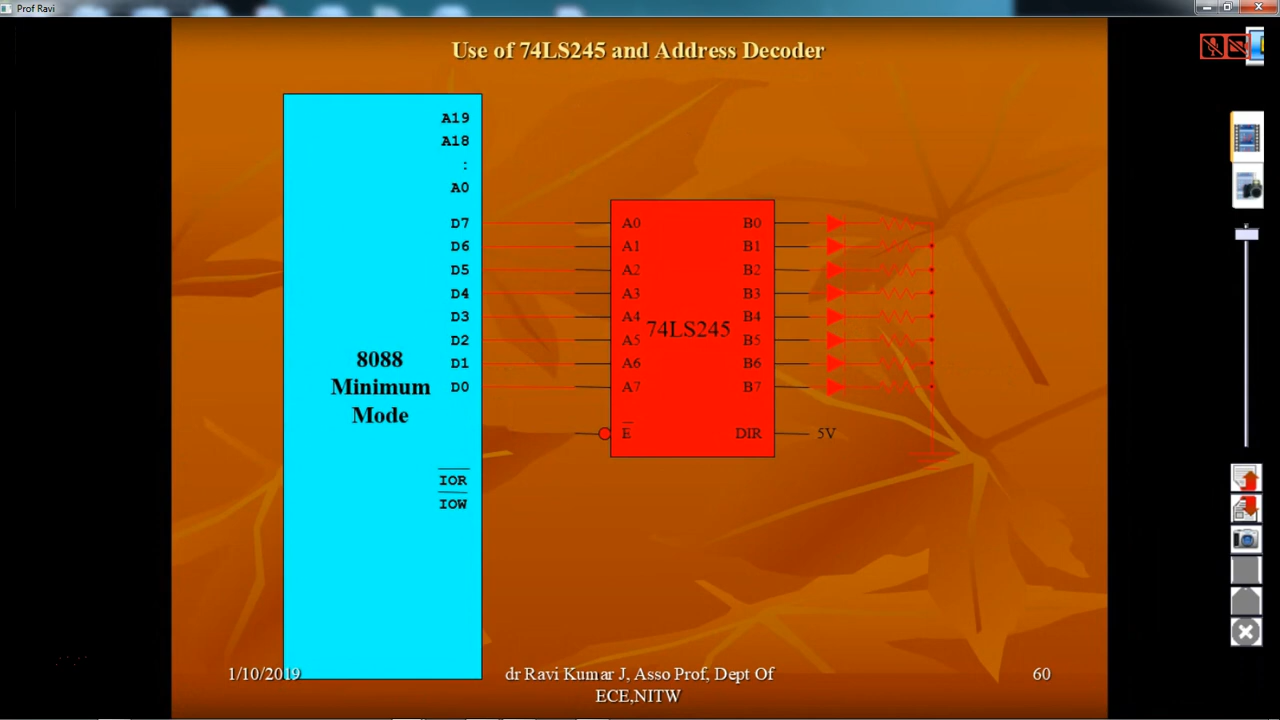 Prof Ravi
Use of 74LS245 and Address Decoder
A19
A18
:
A0
D7
D6
D5
D4
D3
D2
D1
D0
8088
Minimum
Mode
IOR
IOW
A0
A1
A2
A3
A4
A5
A6
A7
E
74LS245
B0
B1
B2
B3
B4
B5
B6
B7
DIR
5V
1/10/2019
dr Ravi Kumar J, Asso Prof, Dept Of
ECE,NITW
60